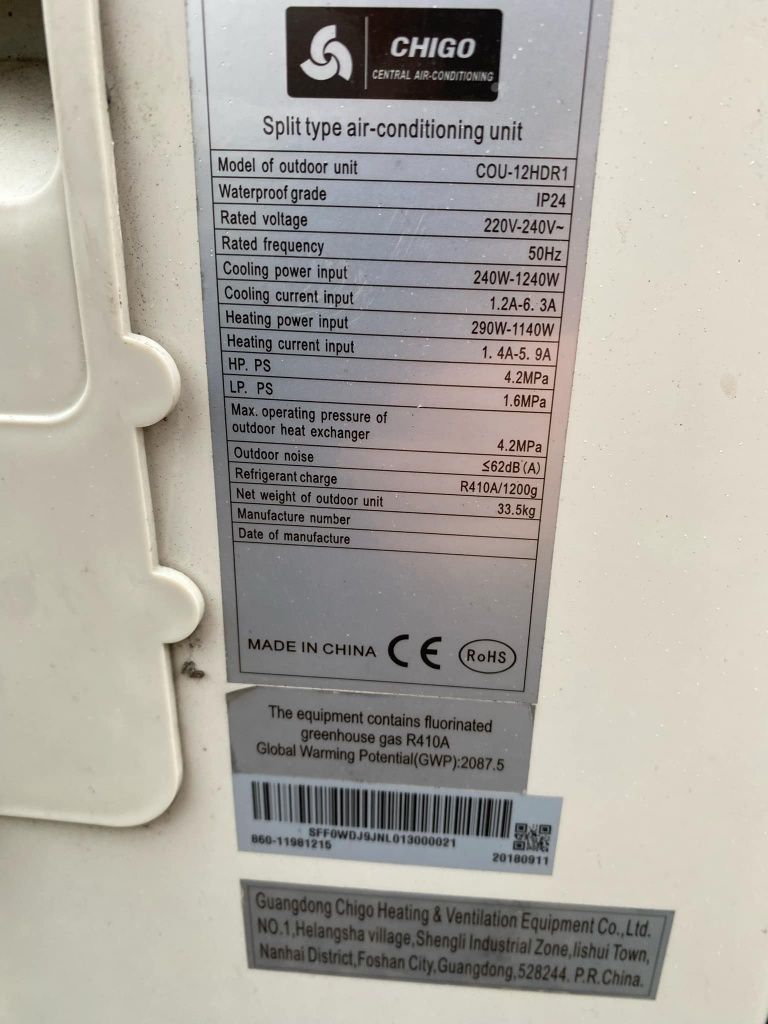 CHIGO
CENTRAL AIR-CONDITIONING
Split type air-conditioning unit
Model of outdoor unit COU-12HDR1
Waterproof grade IP24
Rated voltage 220V-240V~
Rated frequency 50Hz
Cooling power input 240W-1240W
Cooling current input 1.2A-6. 3A
Heating power input 290W-1140W
Heating current input 1. 4A-5. 9A
HP. PS 4.2MPa
LP. PS 1.6MPa
Max. operating pressure of
outdoor heat exchanger 4.2MPa
Outdoor noise ≤62dB(A)
Refrigerant charge R410A/1200g
Net weight of outdoor unit 33.5kg
Manufacture number
Date of manufacture
MADE IN CHINA CE RoHS
The equipment contains fluorinated
greenhouse gas R410A
Global Warming Potential(GWP):2087.5
SFF0WDJ9JNL013000021
860-11981215 20180911
Guangdong Chigo Heating & Ventilation Equipment Co.,Ltd.
NO.1,Helangsha village,Shengli Industrial Zone,lishui Town,
Nanhai District,Foshan City,Guangdong,528244. P.R.China.